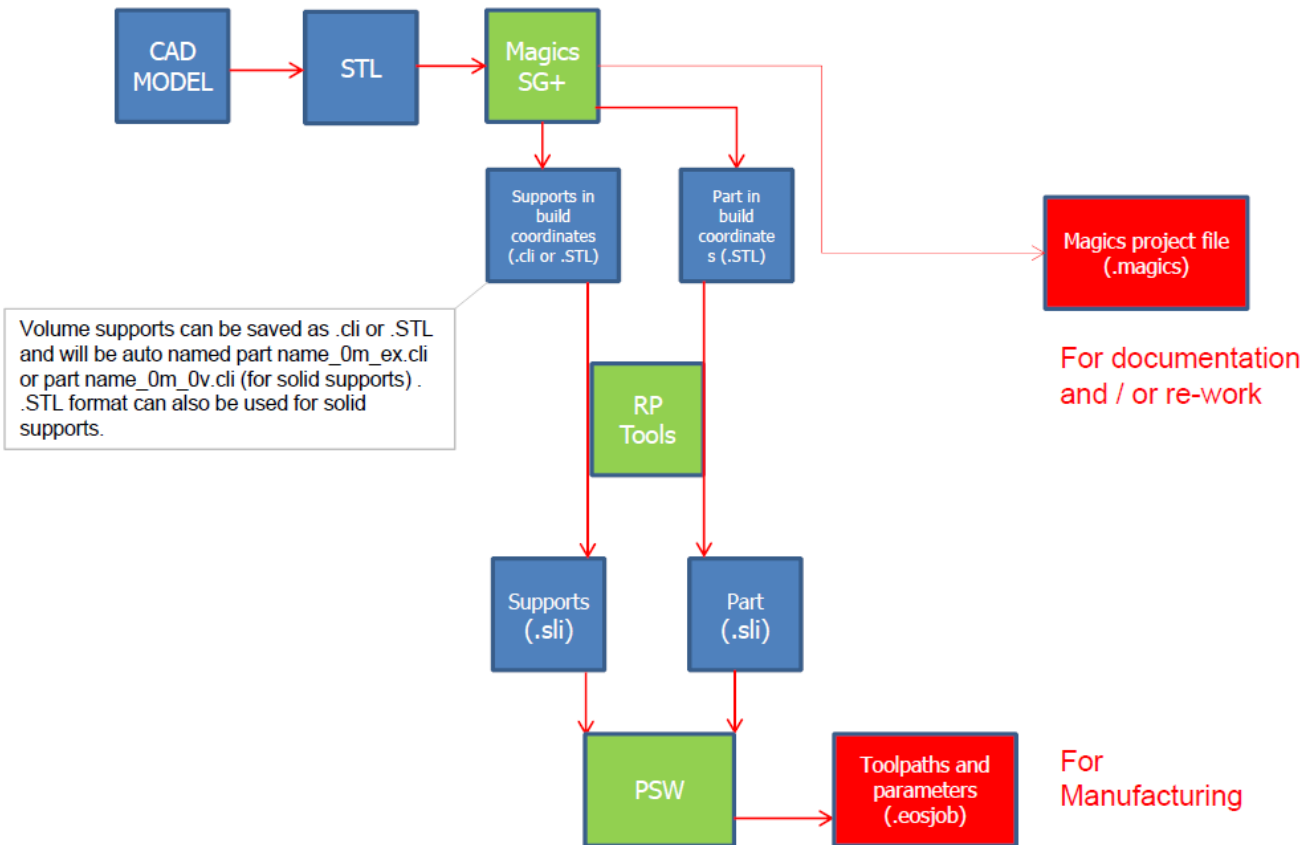 CAD
MODEL
STL
Magics
SG+
Supports in
build
coordinates
(.cli or .STL)
Part in
build
coordinate
s (.STL)
Magics project file
(.magics)
Volume supports can be saved as .cli or .STL
and will be auto named part name_0m_ex.cli
or part name_0m_0v.cli (for solid supports) .
.STL format can also be used for solid
supports.
For documentation
and / or re-work
RP
Tools
Supports
(.sli)
Part
(.sli)
PSW
Toolpaths and
parameters
(.eosjob)
For
Manufacturing